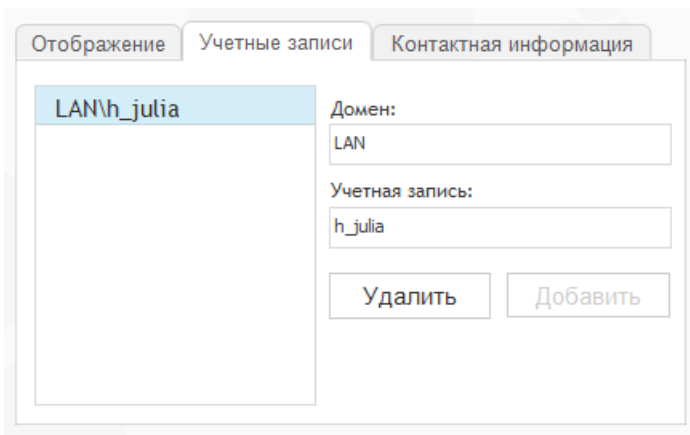 Отображение
Учетные записи
Контактная информация
LAN\h_julia
Домен:
LAN
Учетная запись:
h_julia
Удалить
Добавить